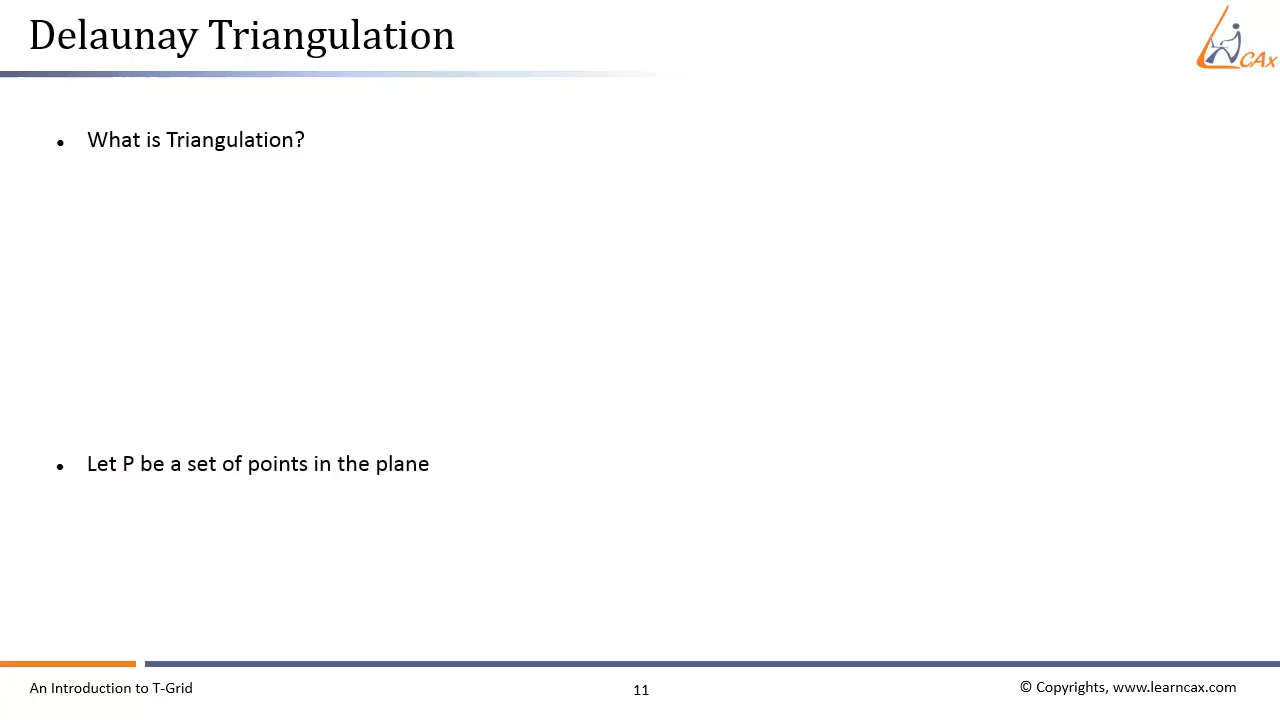 Delaunay Triangulation
CAx
• What is Triangulation?
• Let P be a set of points in the plane
An Introduction to T-Grid
11
© Copyrights, www.learncax.com